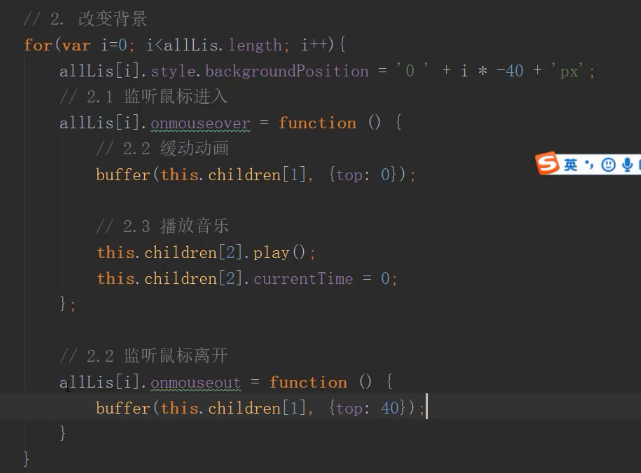 // 2. 改变背景
for(var i=0; i<allLis.length; i++){
    allLis[i].style.backgroundPosition = '0 ' + i * -40 + 'px';
    // 2.1 监听鼠标进入
    allLis[i].onmouseover = function () {
        // 2.2 缓动动画
        buffer(this.children[1], {top: 0});
英
        // 2.3 播放音乐
        this.children[2].play();
        this.children[2].currentTime = 0;
    };
    // 2.2 监听鼠标离开
    allLis[i].onmouseout = function () {
        buffer(this.children[1], {top: 40});
    }
}